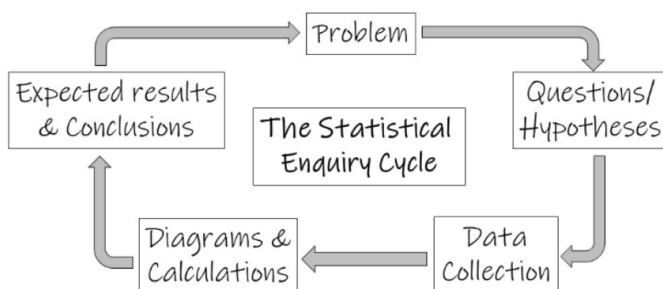 Problem
Questions/
Hypotheses
Data
Collection
Diagrams &
Calculations
Expected results
& Conclusions
The Statistical
Enquiry Cycle